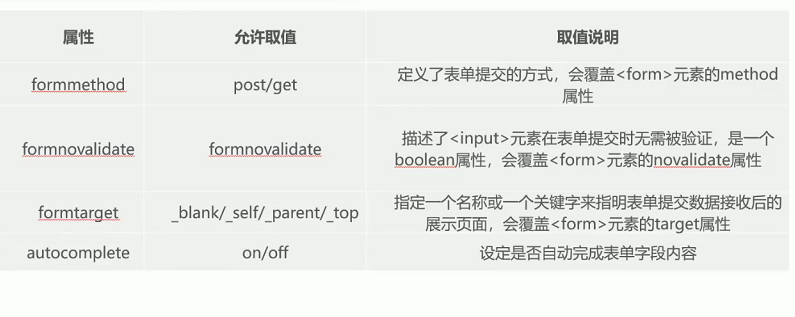 属性 允许取值 取值说明
formmethod post/get 定义了表单提交的方式，会覆盖<form>元素的method
属性
formnovalidate formnovalidate 描述了<input>元素在表单提交时无需被验证，是一个
boolean属性，会覆盖<form>元素的novalidate属性
formtarget _blank/_self/_parent/_top 指定一个名称或一个关键字来指明表单提交数据接收后的
展示页面，会覆盖<form>元素的target属性
autocomplete on/off 设定是否自动完成表单字段内容